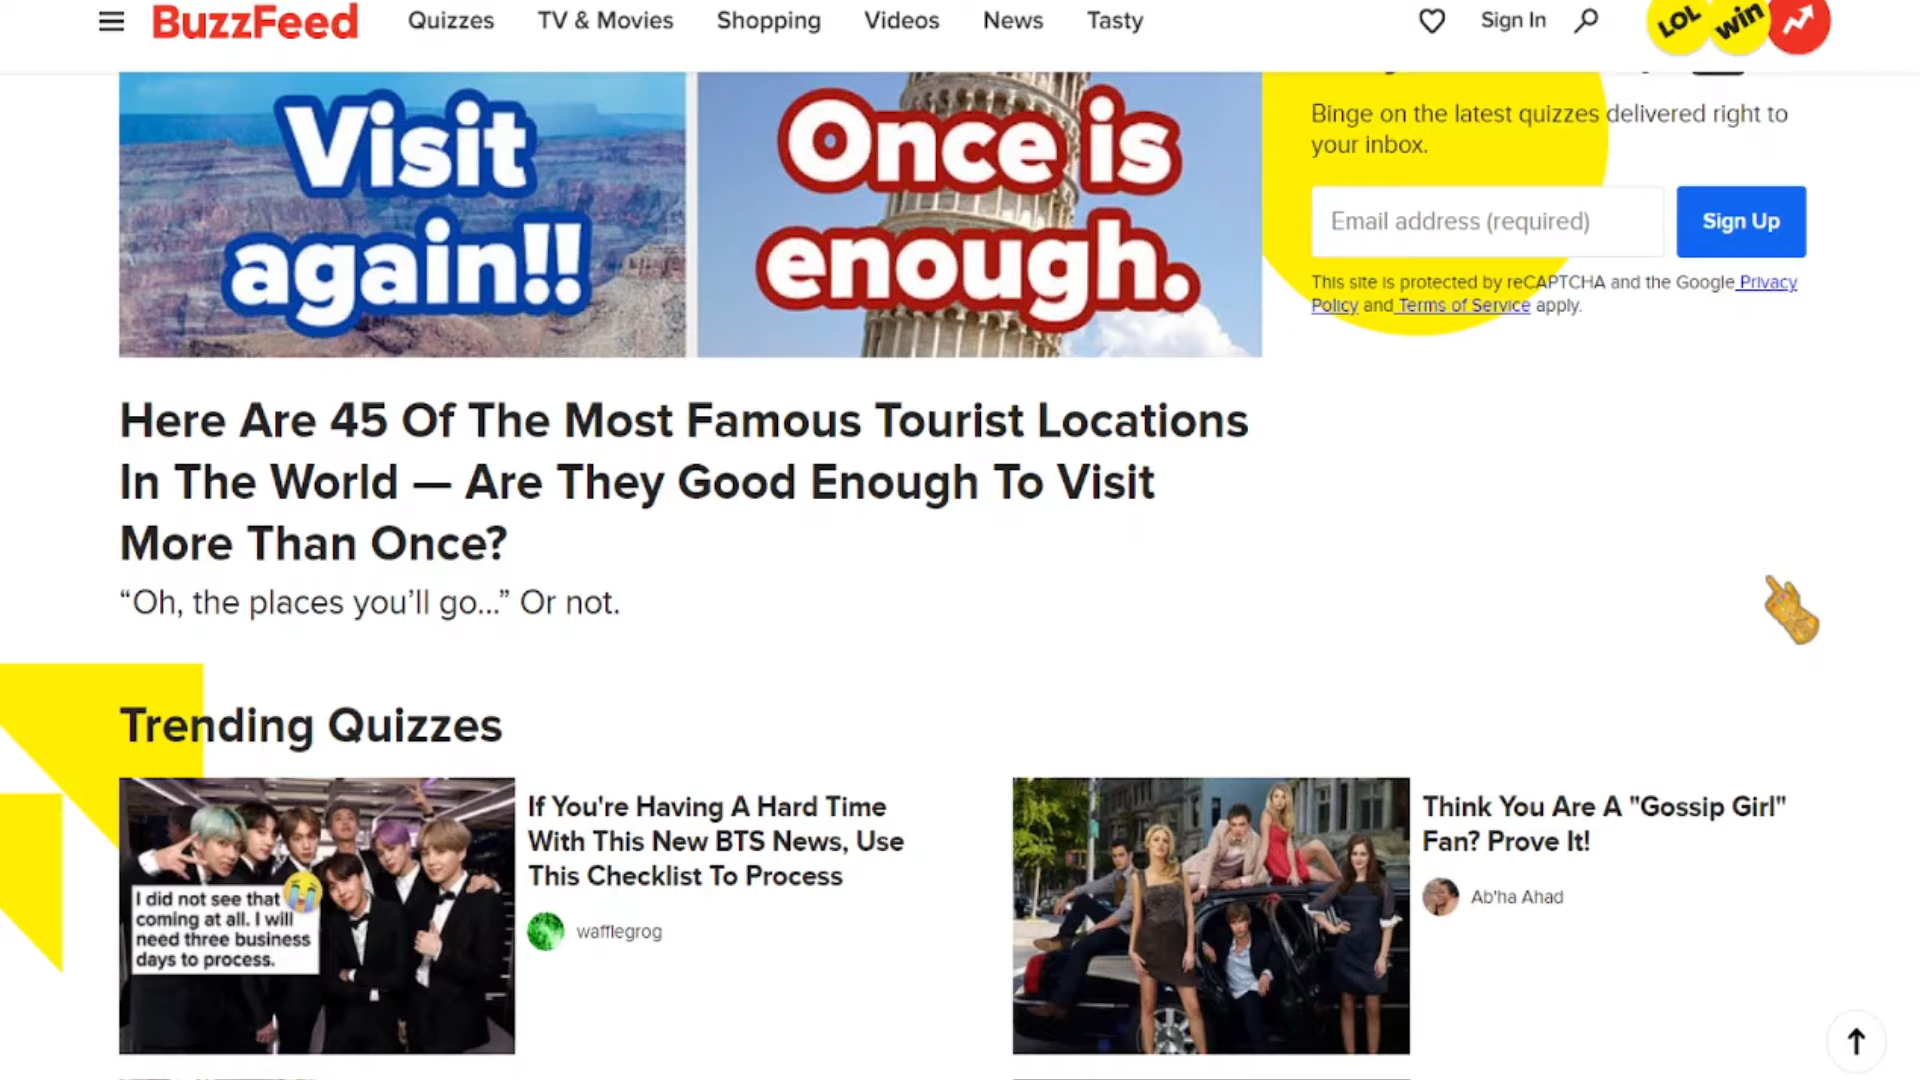 BuzzFeed
Quizzes TV & Movies Shopping Videos News Tasty
Sign In
LOL win
Visit
again!!
Once is
enough.
Binge on the latest quizzes delivered right to
your inbox.
Email address (required)
Sign Up
This site is protected by reCAPTCHA and the Google Privacy
Policy and Terms of Service apply.
Here Are 45 Of The Most Famous Tourist Locations
In The World — Are They Good Enough To Visit
More Than Once?
“Oh, the places you’ll go...” Or not.
Trending Quizzes
I did not see that
coming at all. I will
need three business
days to process.
If You're Having A Hard Time
With This New BTS News, Use
This Checklist To Process
wafflegrog
Think You Are A "Gossip Girl"
Fan? Prove It!
Ab'ha Ahad